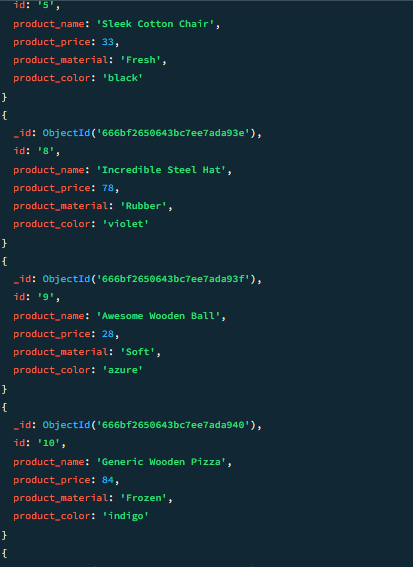 id: '5',
product_name: 'Sleek Cotton Chair',
product_price: 33,
product_material: 'Fresh',
product_color: 'black'
}
{
_id: ObjectId('666bf2650643bc7ee7ada93e'),
id: '8',
product_name: 'Incredible Steel Hat',
product_price: 78,
product_material: 'Rubber',
product_color: 'violet'
}
{
_id: ObjectId('666bf2650643bc7ee7ada93f'),
id: '9',
product_name: 'Awesome Wooden Ball',
product_price: 28,
product_material: 'Soft',
product_color: 'azure'
}
{
_id: ObjectId('666bf2650643bc7ee7ada940'),
id: '10',
product_name: 'Generic Wooden Pizza',
product_price: 84,
product_material: 'Frozen',
product_color: 'indigo'
}
{